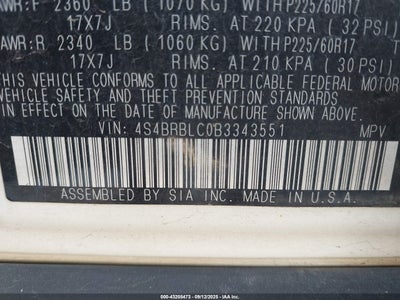 AWR:F 2360 LB (1070 KG) WITH P225/60R17
17X7J RIMS. AT 220 KPA (32 PSI)
AWR:R 2340 LB (1060 KG) WITH P225/60R17 T
17X7J RIMS. AT 210 KPA (30 PSI)
THIS VEHICLE CONFORMS TO ALL APPLICABLE FEDERAL MOTOR
VEHICLE SAFETY AND THEFT PREVENTION STANDARDS
IN EFFECT ON THE DATE OF MANUFACTURE SHOWN ABOVE.
VIN: 4S4BRBLC0B3343551 MPV
ASSEMBLED BY SIA INC. MADE IN U.S.A.
000-43205473 - 09/12/2025 - IAA Inc.